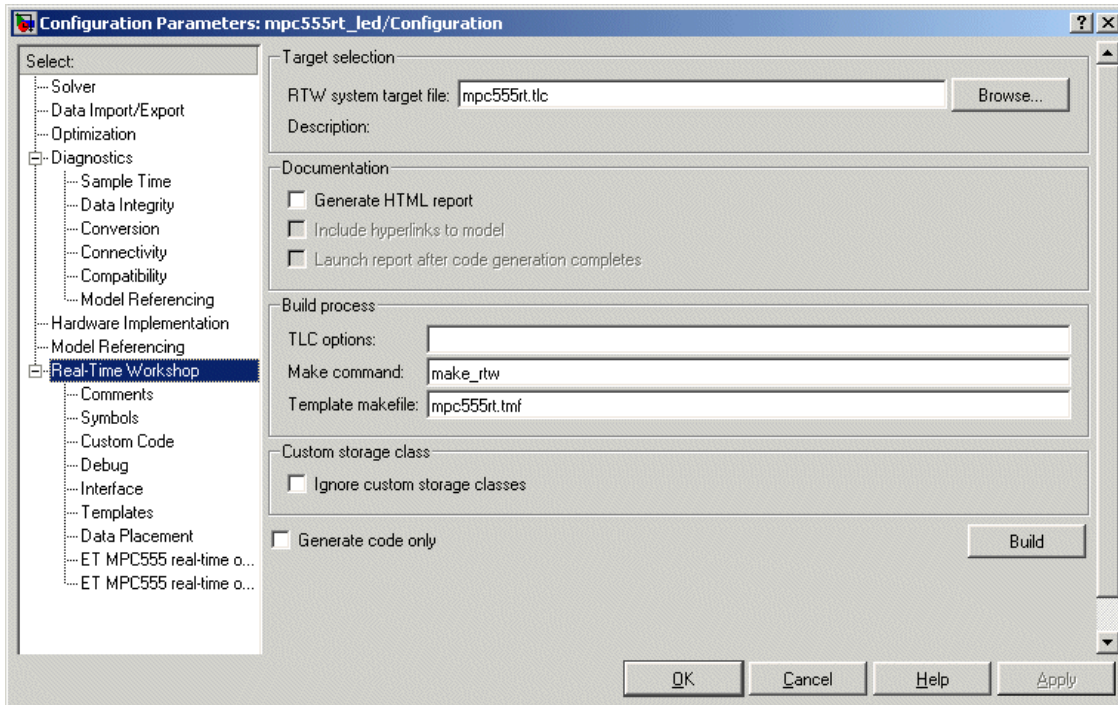 Configuration Parameters: mpc555rt_led/Configuration
Select:
Solver
Data Import/Export
Optimization
Diagnostics
Sample Time
Data Integrity
Conversion
Connectivity
Compatibility
Model Referencing
Hardware Implementation
Model Referencing
Real-Time Workshop
Comments
Symbols
Custom Code
Debug
Interface
Templates
Data Placement
ET MPC555 real-time o...
ET MPC555 real-time o...
Target selection
RTW system target file: mpc555rt.tlc Browse...
Description:
Documentation
Generate HTML report
Include hyperlinks to model
Launch report after code generation completes
Build process
TLC options:
Make command: make_rtw
Template makefile: mpc555rt.tmf
Custom storage class
Ignore custom storage classes
Generate code only Build
OK Cancel Help Apply